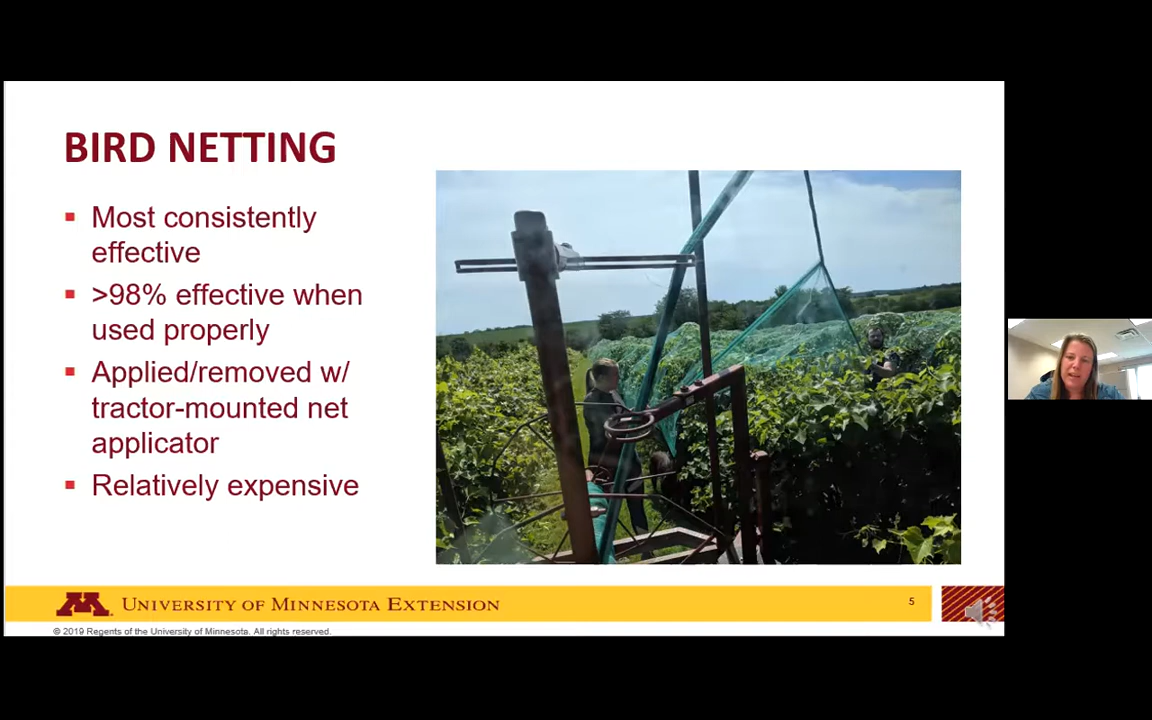 BIRD NETTING
▪ Most consistently
effective
▪ >98% effective when
used properly
▪ Applied/removed w/
tractor-mounted net
applicator
▪ Relatively expensive
M
UNIVERSITY OF MINNESOTA EXTENSION
5
© 2019 Regents of the University of Minnesota. All rights reserved.